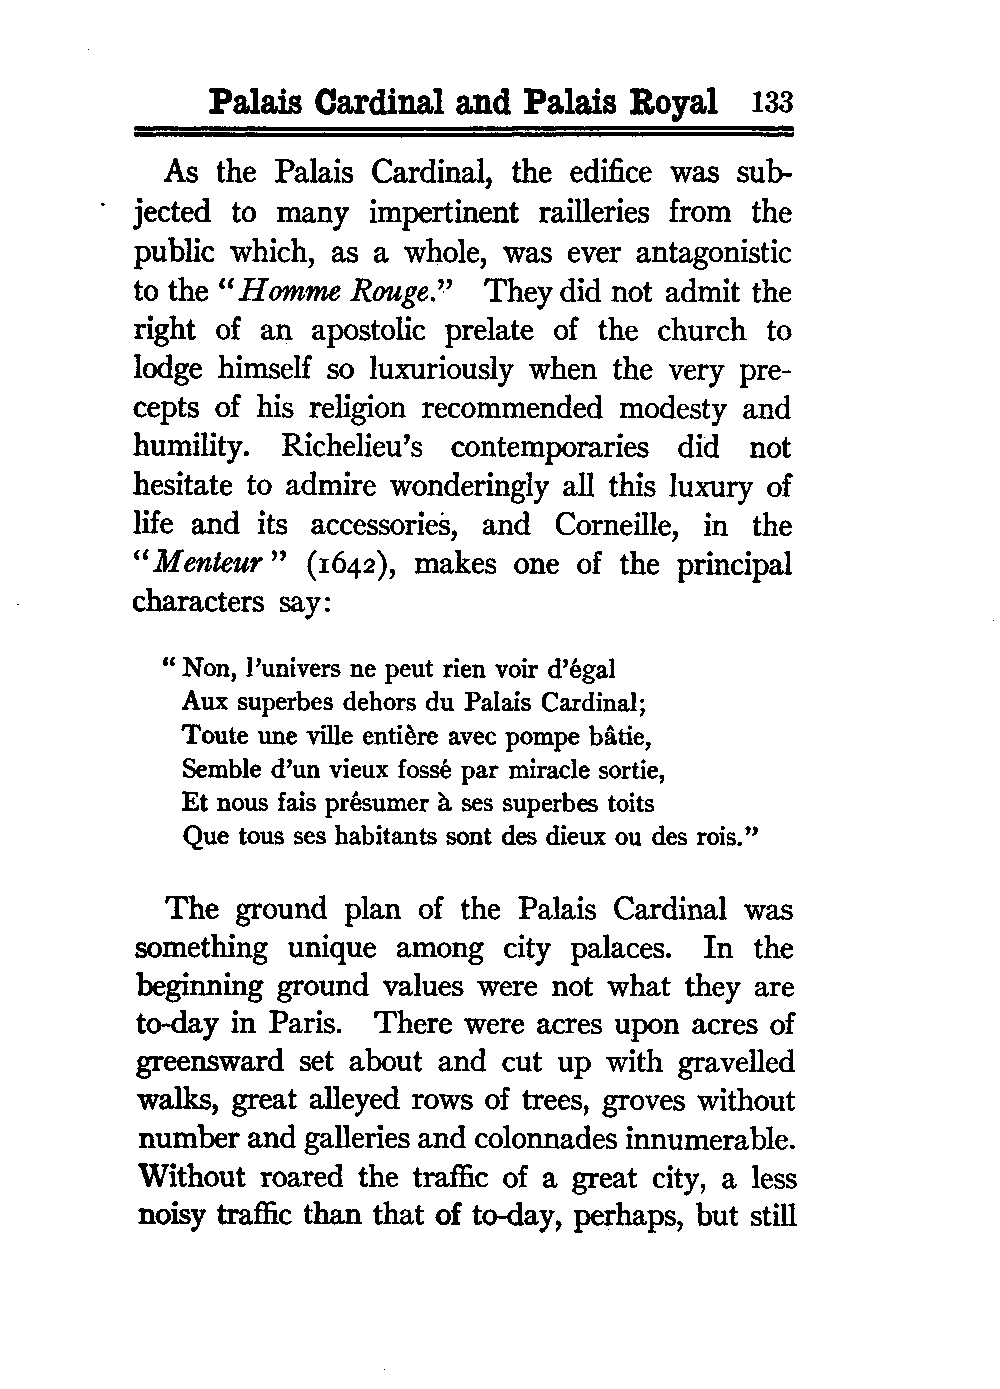 Palais Cardinal and Palais Royal 133
As the Palais Cardinal, the edifice was sub-
jected to many impertinent railleries from the
public which, as a whole, was ever antagonistic
to the "Homme Rouge." They did not admit the
right of an apostolic prelate of the church to
lodge himself so luxuriously when the very pre-
cepts of his religion recommended modesty and
humility. Richelieu's contemporaries did not
hesitate to admire wonderingly all this luxury of
life and its accessories, and Corneille, in the
"Menteur" (1642), makes one of the principal
characters say:
"Non, l'univers ne peut rien voir d'égal
Aux superbes dehors du Palais Cardinal;
Toute une ville entière avec pompe bâtie,
Semble d'un vieux fossé par miracle sortie,
Et nous fais présumer à ses superbes toits
Que tous ses habitants sont des dieux ou des rois."
The ground plan of the Palais Cardinal was
something unique among city palaces. In the
beginning ground values were not what they are
to-day in Paris. There were acres upon acres of
greensward set about and cut up with gravelled
walks, great alleyed rows of trees, groves without
number and galleries and colonnades innumerable.
Without roared the traffic of a great city, a less
noisy traffic than that of to-day, perhaps, but still